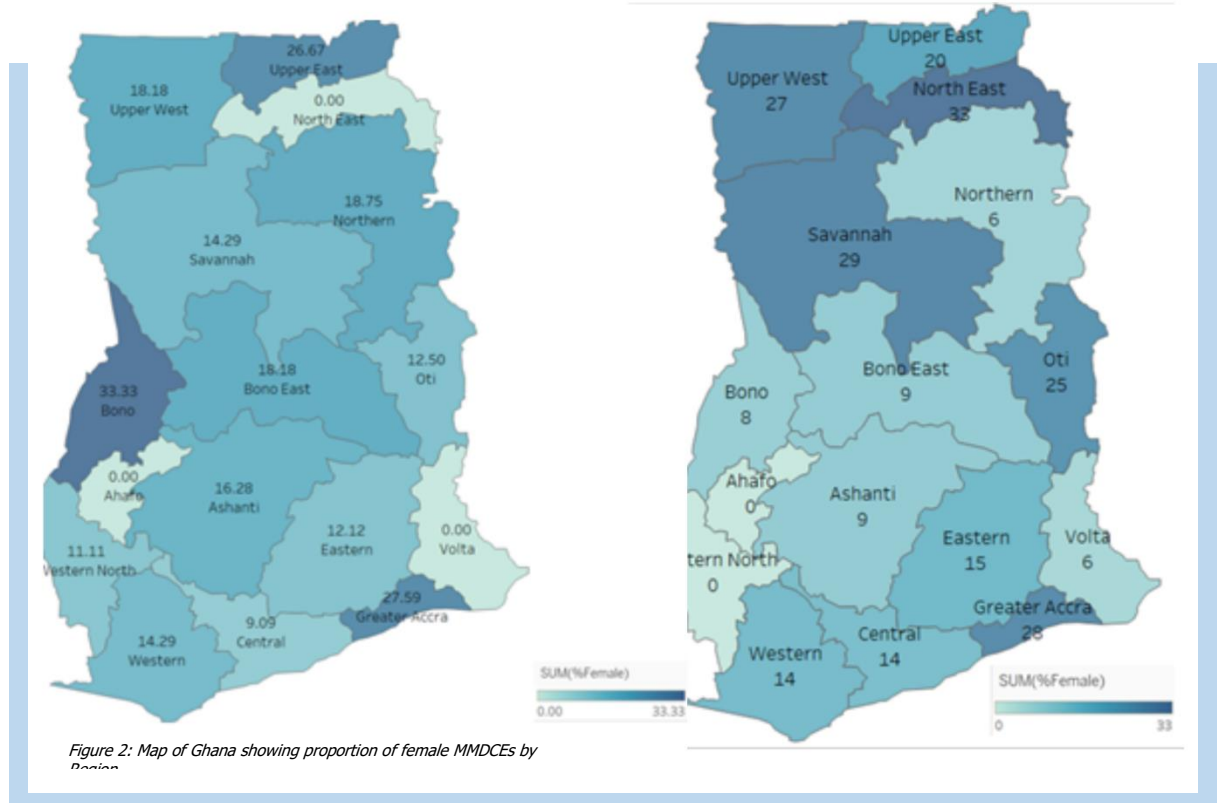 26.67
Upper East
18.18
Upper West
0.00
North East
18.75
Northern
14.29
Savannah
12.50
Oti
18.18
Bono East
33.33
Bono
0.00
Ahafo
16.28
Ashanti
12.12
Eastern
0.00
Volta
11.11
Western North
27.59
Greater Accra
9.09
Central
14.29
Western
SUM(%Female)
0.00 33.33
Figure 2: Map of Ghana showing proportion of female MMDCEs by
Region
Upper East
20
Upper West
27
North East
33
Northern
6
Savannah
29
Oti
25
Bono East
9
Bono
8
Ahafo
0
Ashanti
9
Eastern
15
Volta
6
tern North
0
Greater Accra
28
Central
14
Western
14
SUM(%Female)
0 33